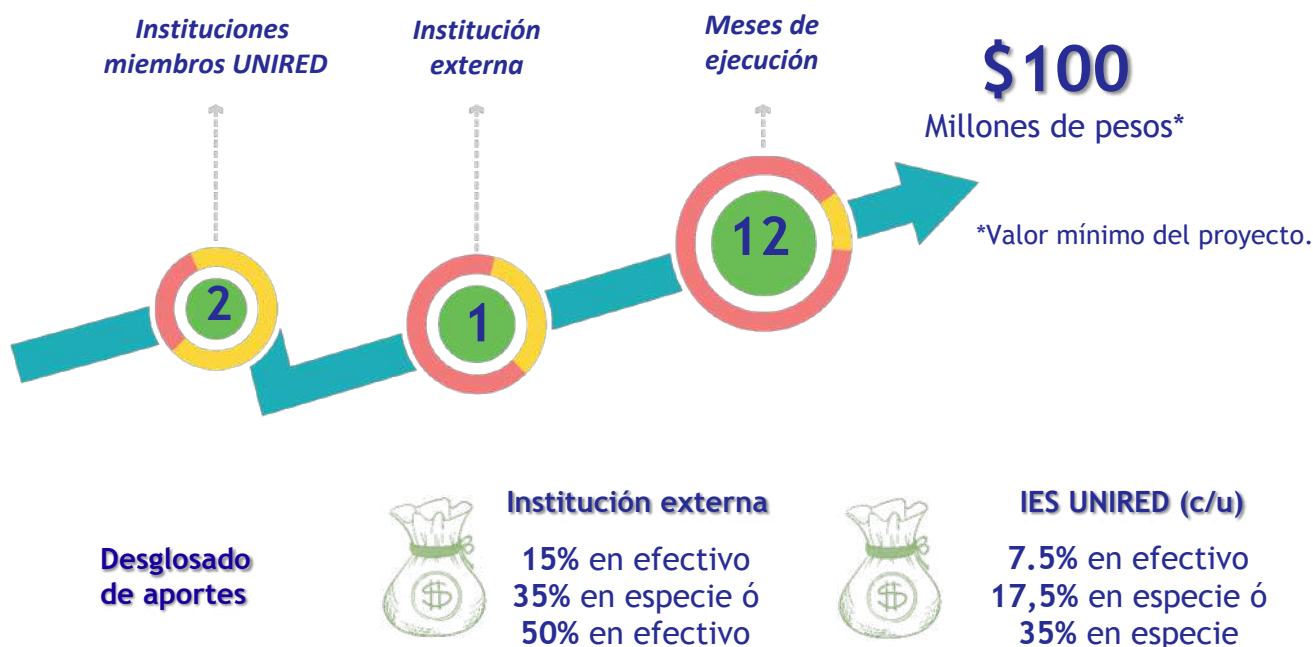 Instituciones
miembros UNIRED
Institución
externa
Meses de
ejecución
$100
Millones de pesos*
*Valor mínimo del proyecto.
2
1
12
Desglosado
de aportes
Institución externa
15% en efectivo
35% en especie ó
50% en efectivo
IES UNIRED (c/u)
7.5% en efectivo
17,5% en especie ó
35% en especie